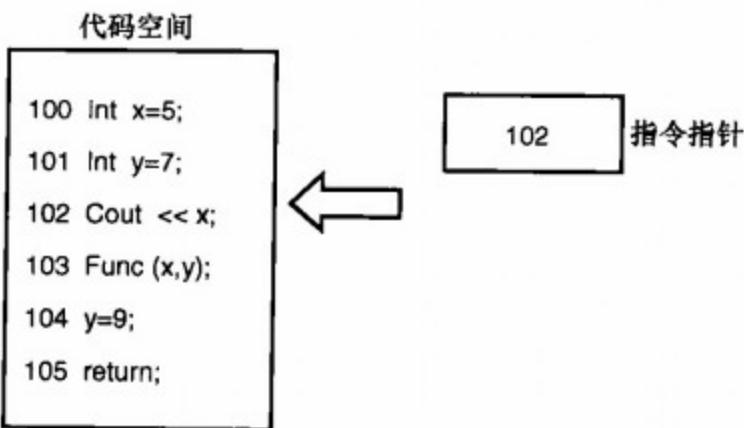 代码空间
100 Int x=5;
101 Int y=7;
102 Cout << x;
103 Func (x,y);
104 y=9;
105 return;
102
指令指针